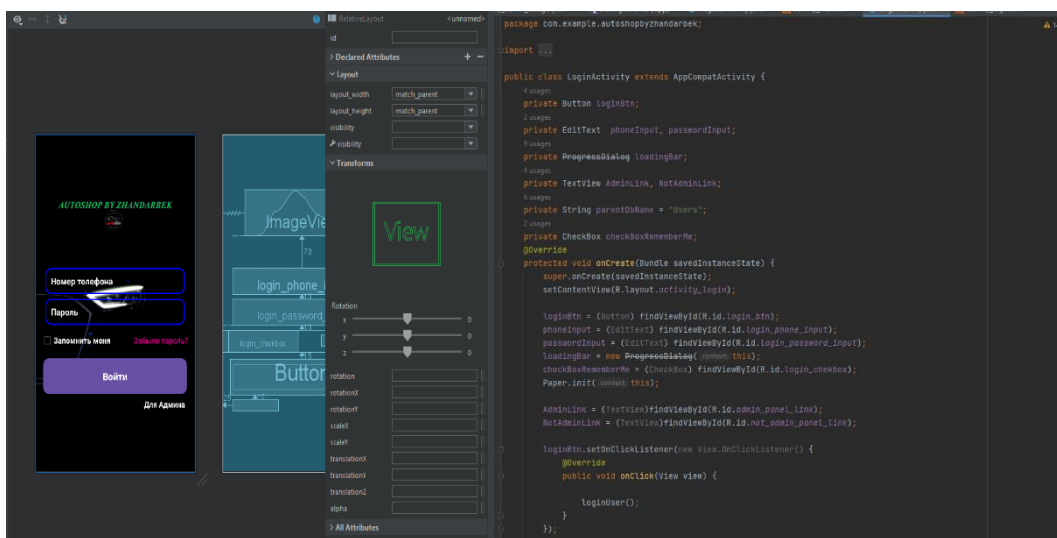 AUTOSHOP BY ZHANDARBEK
Номер телефона
Пароль
Запомнить меня
Забыли пароль?
Войти
Для Админа
ImageVie
70
login_phone_i
login_password_
login_chekbox
Button
RelativeLayout
<unnamed>
id
> Declared Attributes
+ −
Layout
layout_width
match_parent
layout_height
match_parent
visibility
visibility
Transforms
View
Rotation
x
0
y
0
z
0
rotation
rotationX
rotationY
scaleX
scaleY
translationX
translationY
translationZ
alpha
> All Attributes
package com.example.autoshopbyzhandarbek;
import ...
public class LoginActivity extends AppCompatActivity {
4 usages
private Button loginBtn;
2 usages
private EditText phoneInput, passwordInput;
9 usages
private ProgressDialog loadingBar;
4 usages
private TextView AdminLink, NotAdminLink;
private String parentDbName = "Users";
2 usages
private CheckBox checkBoxRememberMe;
@Override
protected void onCreate(Bundle savedInstanceState) {
super.onCreate(savedInstanceState);
setContentView(R.layout.activity_login);
loginBtn = (Button) findViewById(R.id.login_btn);
phoneInput = (EditText) findViewById(R.id.login_phone_input);
passwordInput = (EditText) findViewById(R.id.login_password_input);
loadingBar = new ProgressDialog( context: this);
checkBoxRememberMe = (CheckBox) findViewById(R.id.login_chekbox);
Paper.init( context: this);
AdminLink = (TextView)findViewById(R.id.admin_panel_link);
NotAdminLink = (TextView)findViewById(R.id.not_admin_panel_link);
loginBtn.setOnClickListener(new View.OnClickListener() {
@Override
public void onClick(View view) {
loginUser();
}
});